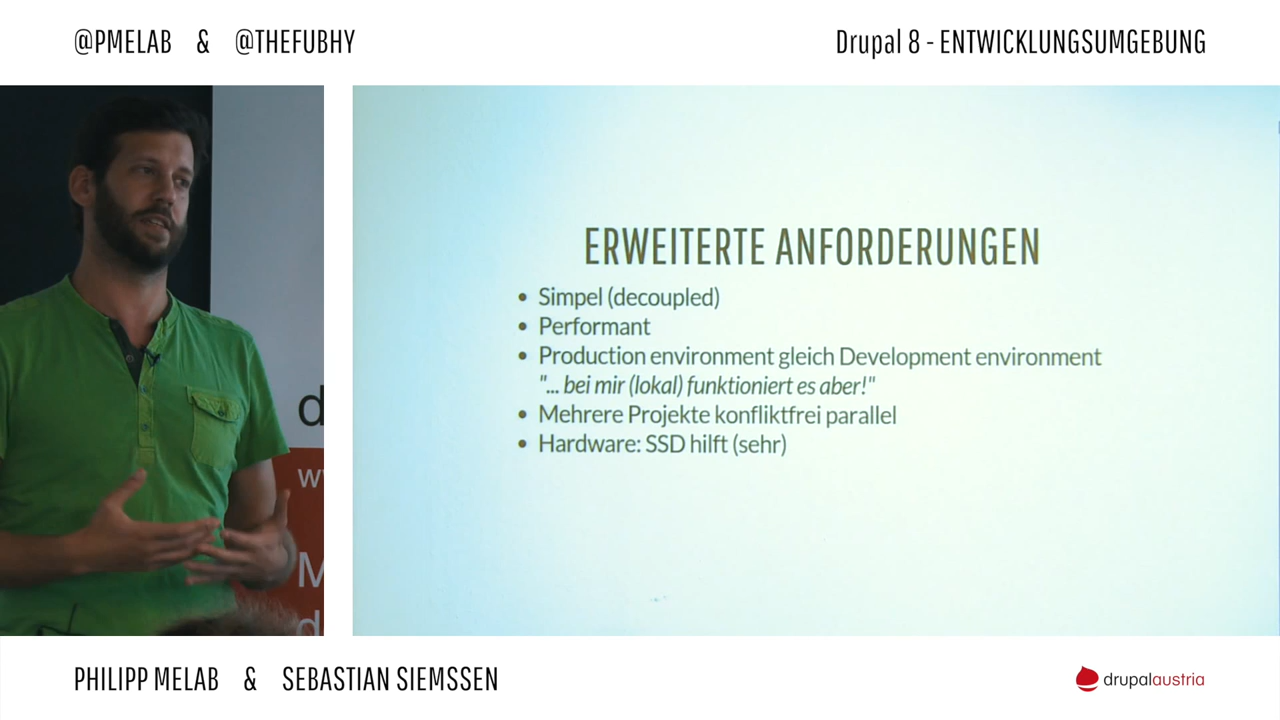 @PMELAB & @THEFUBHY
Drupal 8 - ENTWICKLUNGSUMGEBUNG
ERWEITERTE ANFORDERUNGEN
• Simpel (decoupled)
• Performant
• Production environment gleich Development environment
"... bei mir (lokal) funktioniert es aber!"
• Mehrere Projekte konfliktfrei parallel
• Hardware: SSD hilft (sehr)
d
w
M
d
PHILIPP MELAB & SEBASTIAN SIEMSSEN
drupalaustria